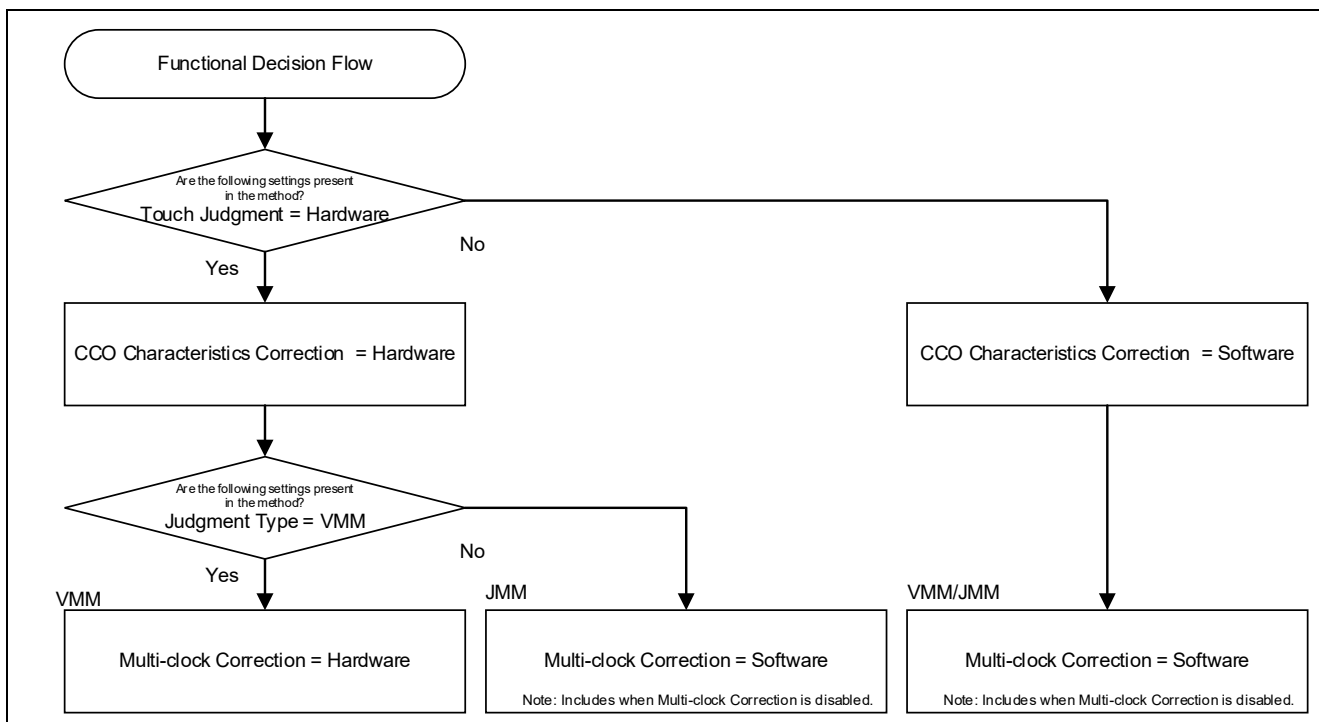 Functional Decision Flow
Are the following settings present
in the method?
Touch Judgment = Hardware
No
Yes
CCO Characteristics Correction = Hardware
CCO Characteristics Correction = Software
Are the following settings present
in the method?
Judgment Type = VMM
No
Yes
VMM
JMM
VMM/JMM
Multi-clock Correction = Hardware
Multi-clock Correction = Software
Note: Includes when Multi-clock Correction is disabled.
Multi-clock Correction = Software
Note: Includes when Multi-clock Correction is disabled.